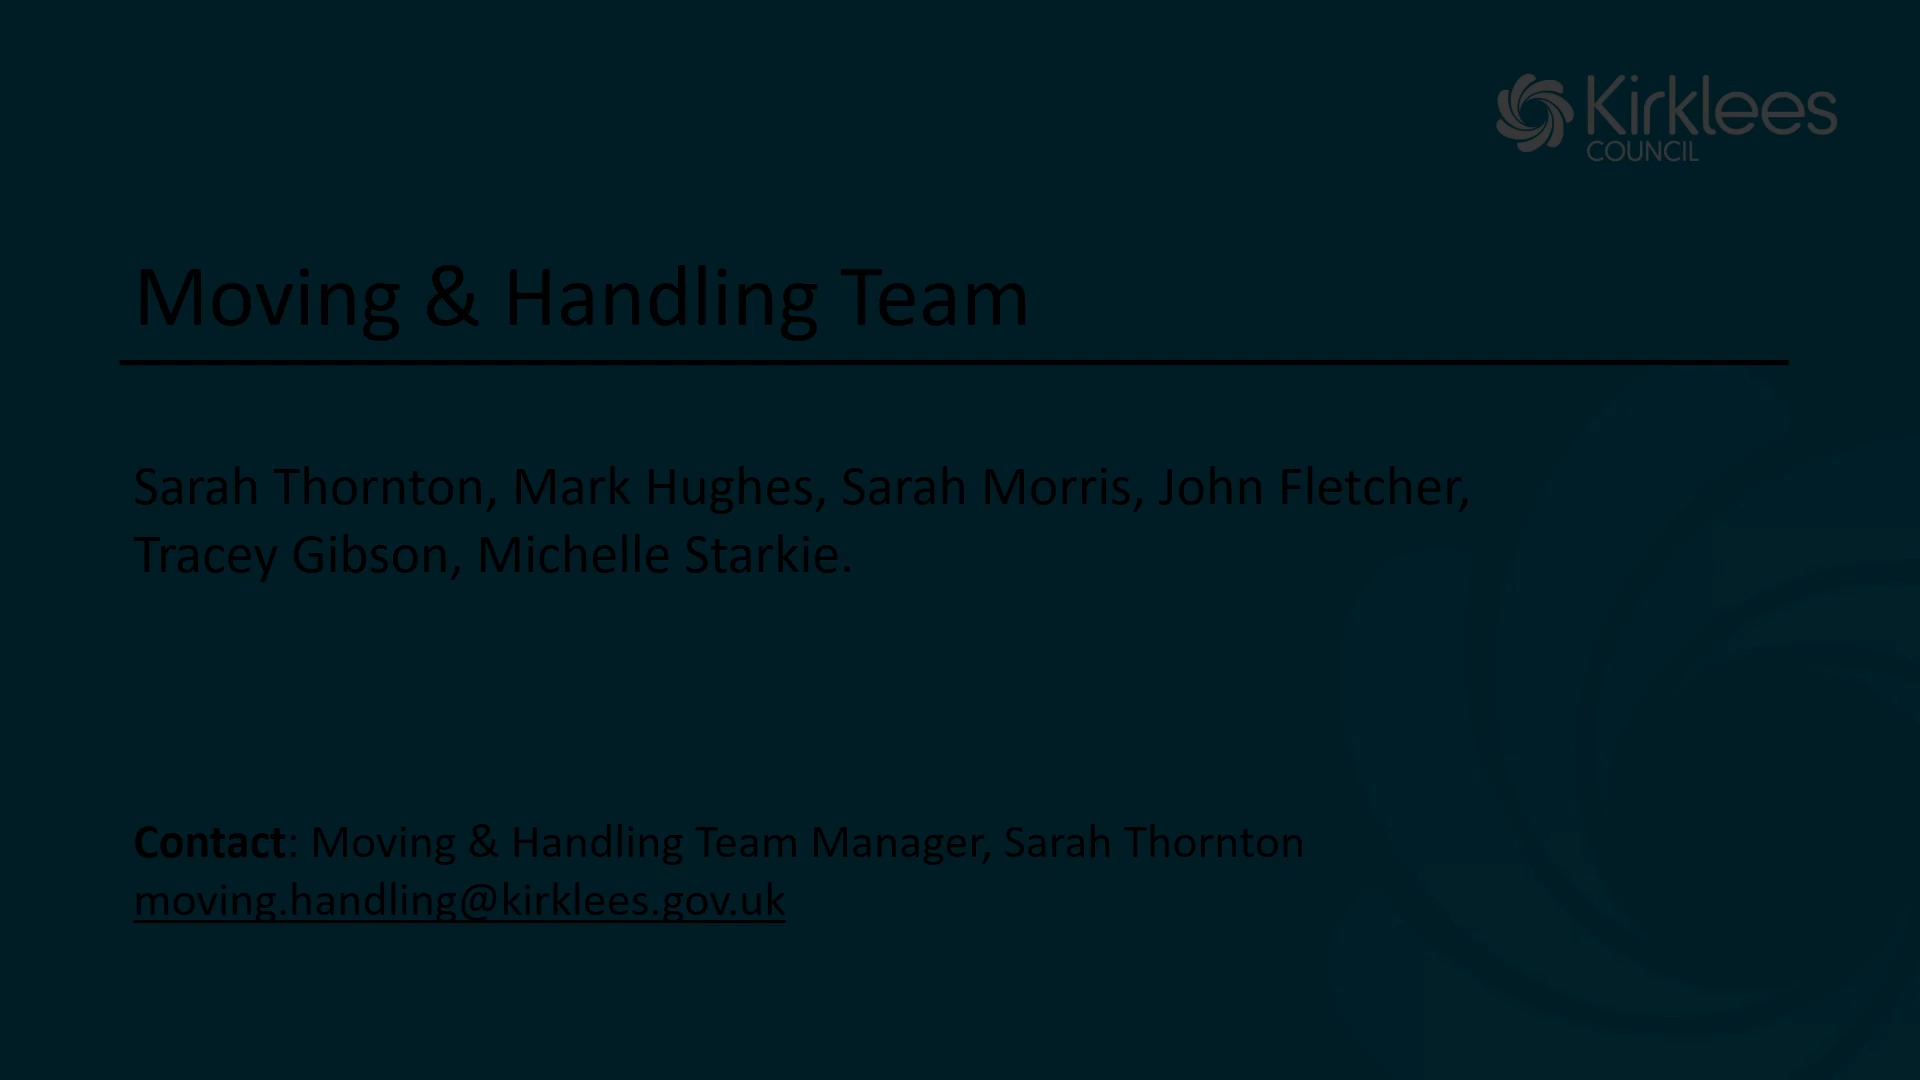 Kirklees
COUNCIL
Moving & Handling Team
Sarah Thornton, Mark Hughes, Sarah Morris, John Fletcher,
Tracey Gibson, Michelle Starkie.
Contact: Moving & Handling Team Manager, Sarah Thornton
moving.handling@kirklees.gov.uk